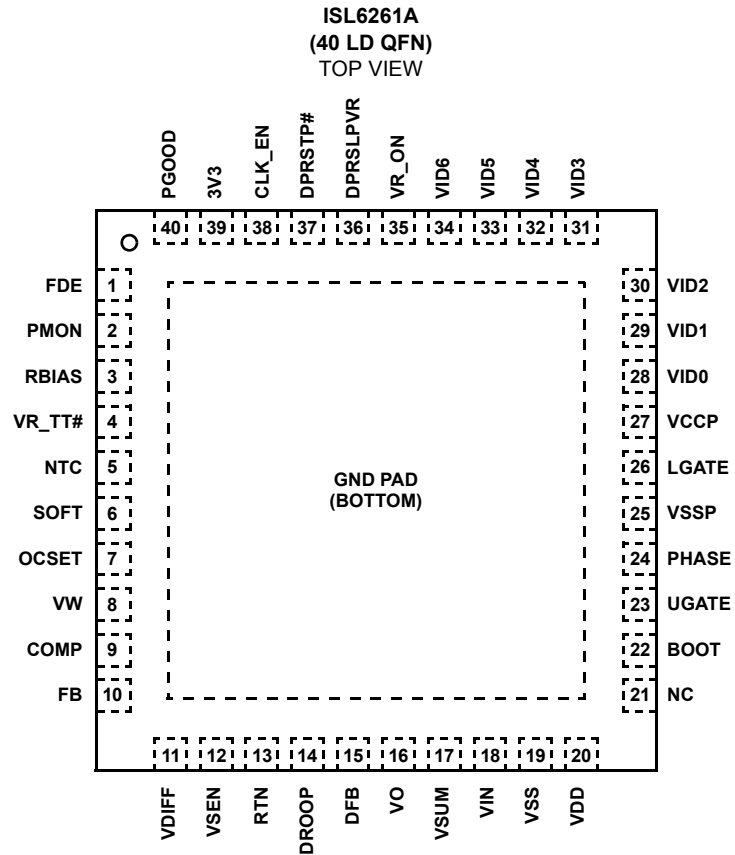 ISL6261A
(40 LD QFN)
TOP VIEW
PGOOD
3V3
CLK_EN
DPRSTP#
DPRSLPVR
VR_ON
VID6
VID5
VID4
VID3
40 39 38 37 36 35 34 33 32 31
FDE 1
PMON 2
RBIAS 3
VR_TT# 4
NTC 5
SOFT 6
OCSET 7
VW 8
COMP 9
FB 10
GND PAD
(BOTTOM)
30 VID2
29 VID1
28 VID0
27 VCCP
26 LGATE
25 VSSP
24 PHASE
23 UGATE
22 BOOT
21 NC
11 12 13 14 15 16 17 18 19 20
VDIFF
VSEN
RTN
DROOP
DFB
VO
VSUM
VIN
VSS
VDD